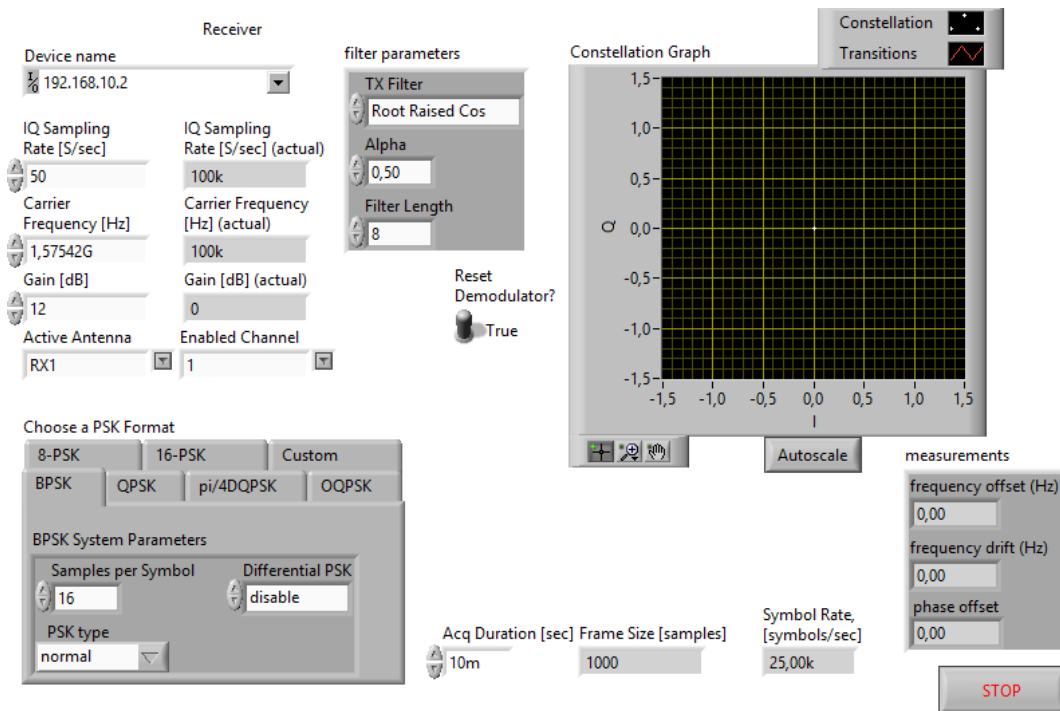 Receiver
Device name
192.168.10.2
IQ Sampling
Rate [S/sec]
50
IQ Sampling
Rate [S/sec] (actual)
100k
Carrier
Frequency [Hz]
1,57542G
Carrier Frequency
[Hz] (actual)
100k
Gain [dB]
12
Gain [dB] (actual)
0
Active Antenna
RX1
Enabled Channel
1
filter parameters
TX Filter
Root Raised Cos
Alpha
0,50
Filter Length
8
Reset
Demodulator?
True
Constellation Graph
Constellation
Transitions
Q
1,5
1,0
0,5
0,0
-0,5
-1,0
-1,5
-1,5 -1,0 -0,5 0,0 0,5 1,0 1,5
I
Autoscale
Choose a PSK Format
8-PSK 16-PSK Custom
BPSK QPSK pi/4DQPSK OQPSK
BPSK System Parameters
Samples per Symbol
16
Differential PSK
disable
PSK type
normal
Acq Duration [sec]
10m
Frame Size [samples]
1000
Symbol Rate,
[symbols/sec]
25,00k
measurements
frequency offset (Hz)
0,00
frequency drift (Hz)
0,00
phase offset
0,00
STOP